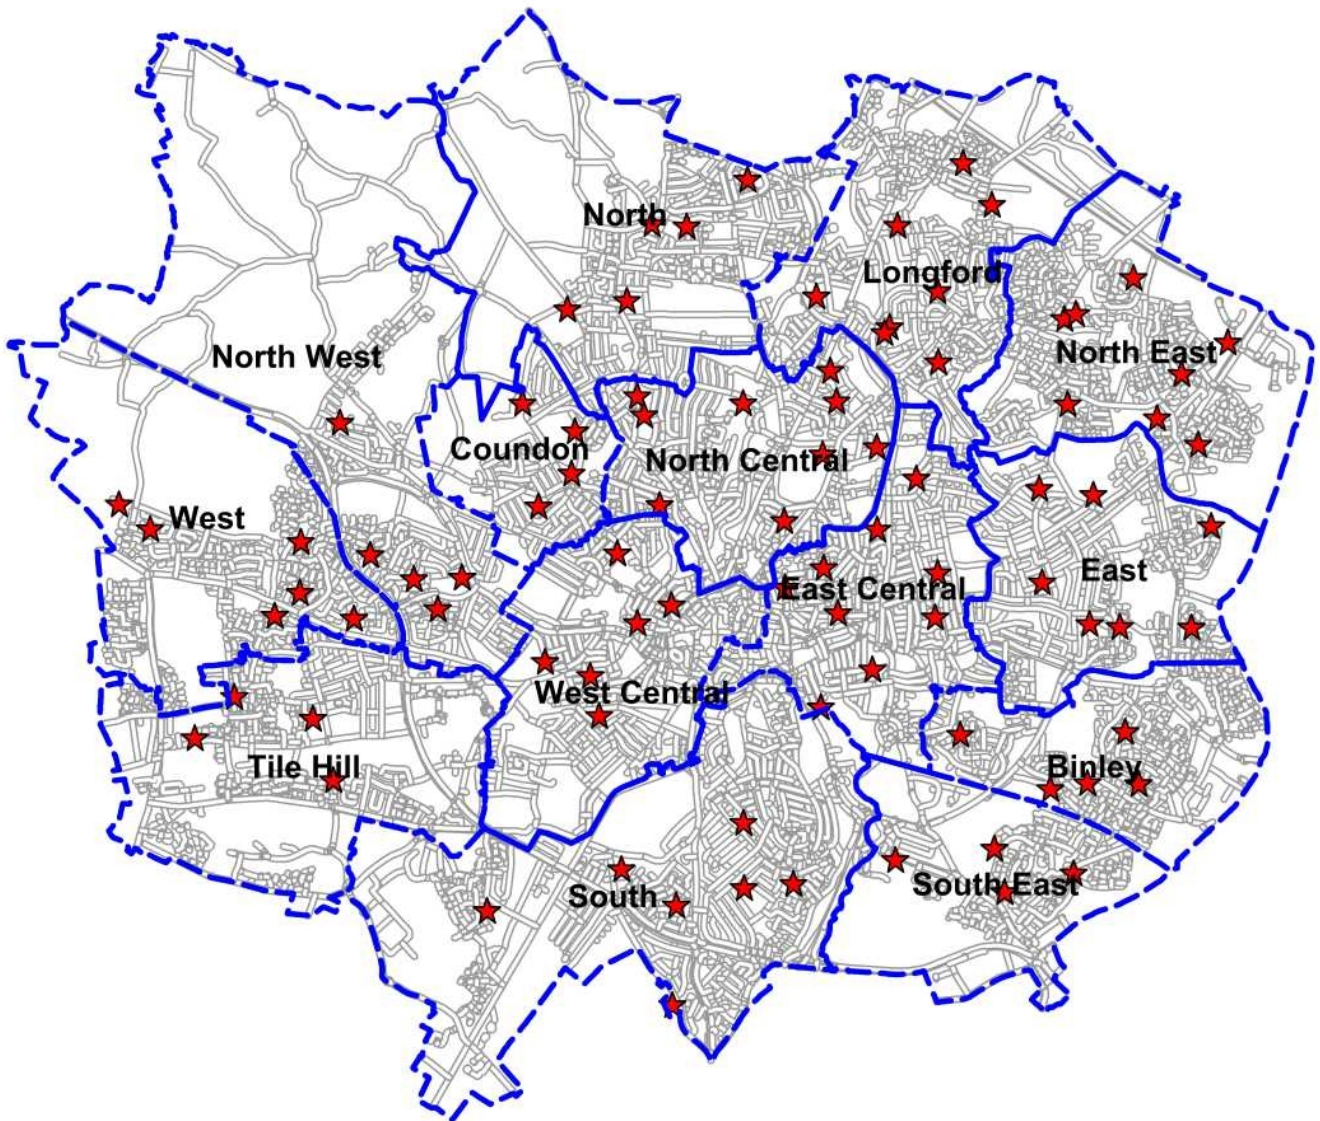 North
Longford
North West
North East
Coundon
North Central
West
East
East Central
West Central
Tile Hill
Binley
South
South East